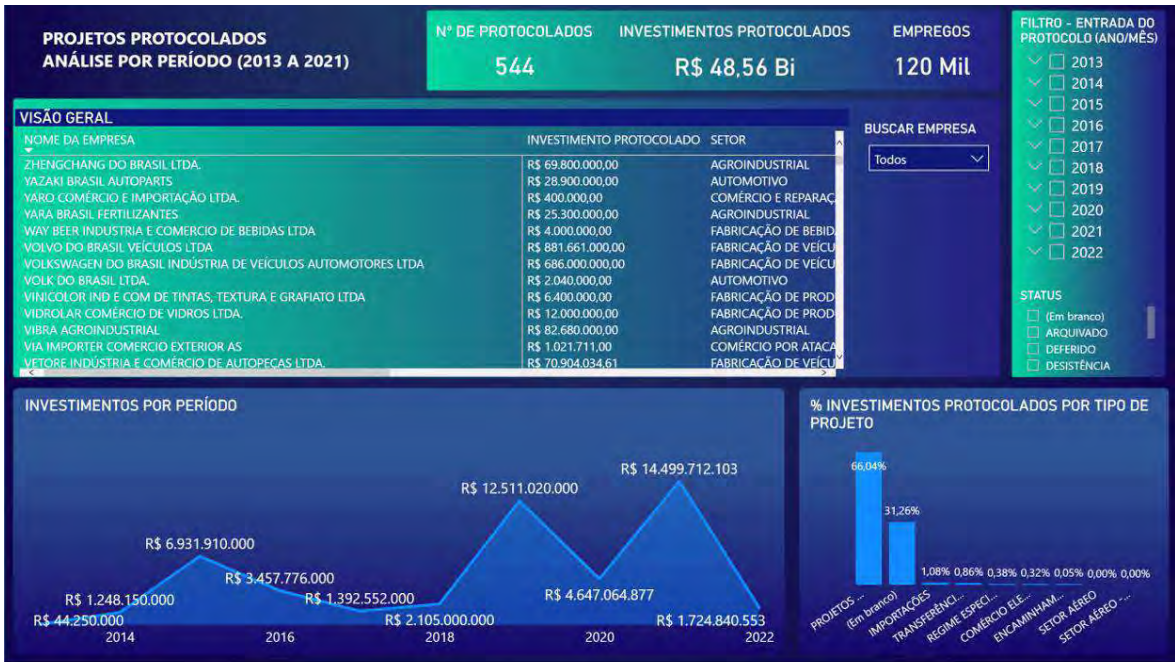 PROJETOS PROTOCOLADOS
ANÁLISE POR PERÍODO (2013 A 2021)
Nº DE PROTOCOLADOS INVESTIMENTOS PROTOCOLADOS EMPREGOS
544 R$ 48,56 Bi 120 Mil
FILTRO - ENTRADA DO
PROTOCOLO (ANO/MÊS)
2013
2014
2015
2016
2017
2018
2019
2020
2021
2022
STATUS
(Em branco)
ARQUIVADO
DEFERIDO
DESISTÊNCIA
VISÃO GERAL
NOME DA EMPRESA INVESTIMENTO PROTOCOLADO SETOR
ZHENGCHANG DO BRASIL LTDA. R$ 69.800.000,00 AGROINDUSTRIAL
YAZAKI BRASIL AUTOPARTS R$ 28.900.000,00 AUTOMOTIVO
YARO COMÉRCIO E IMPORTAÇÃO LTDA. R$ 400.000,00 COMÉRCIO E REPARAÇ
YARA BRASIL FERTILIZANTES R$ 25.300.000,00 AGROINDUSTRIAL
WAY BEER INDUSTRIA E COMERCIO DE BEBIDAS LTDA R$ 4.000.000,00 FABRICAÇÃO DE BEBID
VOLVO DO BRASIL VEÍCULOS LTDA R$ 881.661.000,00 FABRICAÇÃO DE VEÍCU
VOLKSWAGEN DO BRASIL INDÚSTRIA DE VEÍCULOS AUTOMOTORES LTDA R$ 686.000.000,00 FABRICAÇÃO DE VEÍCU
VOLK DO BRASIL LTDA. R$ 2.040.000,00 AUTOMOTIVO
VINICOLOR IND E COM DE TINTAS, TEXTURA E GRAFIATO LTDA R$ 6.400.000,00 FABRICAÇÃO DE PROD
VIDROLAR COMÉRCIO DE VIDROS LTDA. R$ 12.000.000,00 FABRICAÇÃO DE PROD
VIBRA AGROINDUSTRIAL R$ 82.680.000,00 AGROINDUSTRIAL
VIA IMPORTER COMERCIO EXTERIOR AS R$ 1.021.711,00 COMÉRCIO POR ATACA
VETORE INDÚSTRIA E COMÉRCIO DE AUTOPEÇAS LTDA. R$ 70.904.034,61 FABRICAÇÃO DE VEÍCU
BUSCAR EMPRESA
Todos
INVESTIMENTOS POR PERÍODO
R$ 44.250.000
R$ 1.248.150.000
R$ 6.931.910.000
R$ 3.457.776.000
R$ 1.392.552.000
R$ 2.105.000.000
R$ 12.511.020.000
R$ 4.647.064.877
R$ 14.499.712.103
R$ 1.724.840.553
2014 2016 2018 2020 2022
% INVESTIMENTOS PROTOCOLADOS POR TIPO DE
PROJETO
66,04%
31,26%
1,08% 0,86% 0,38% 0,32% 0,05% 0,00% 0,00%
PROJETOS ...
(Em branco)
IMPORTAÇÕES
TRANSFERÊNCI...
REGIME ESPECI...
COMÉRCIO ELE...
ENCAMINHAM...
SETOR AÉREO
SETOR AÉREO - ...